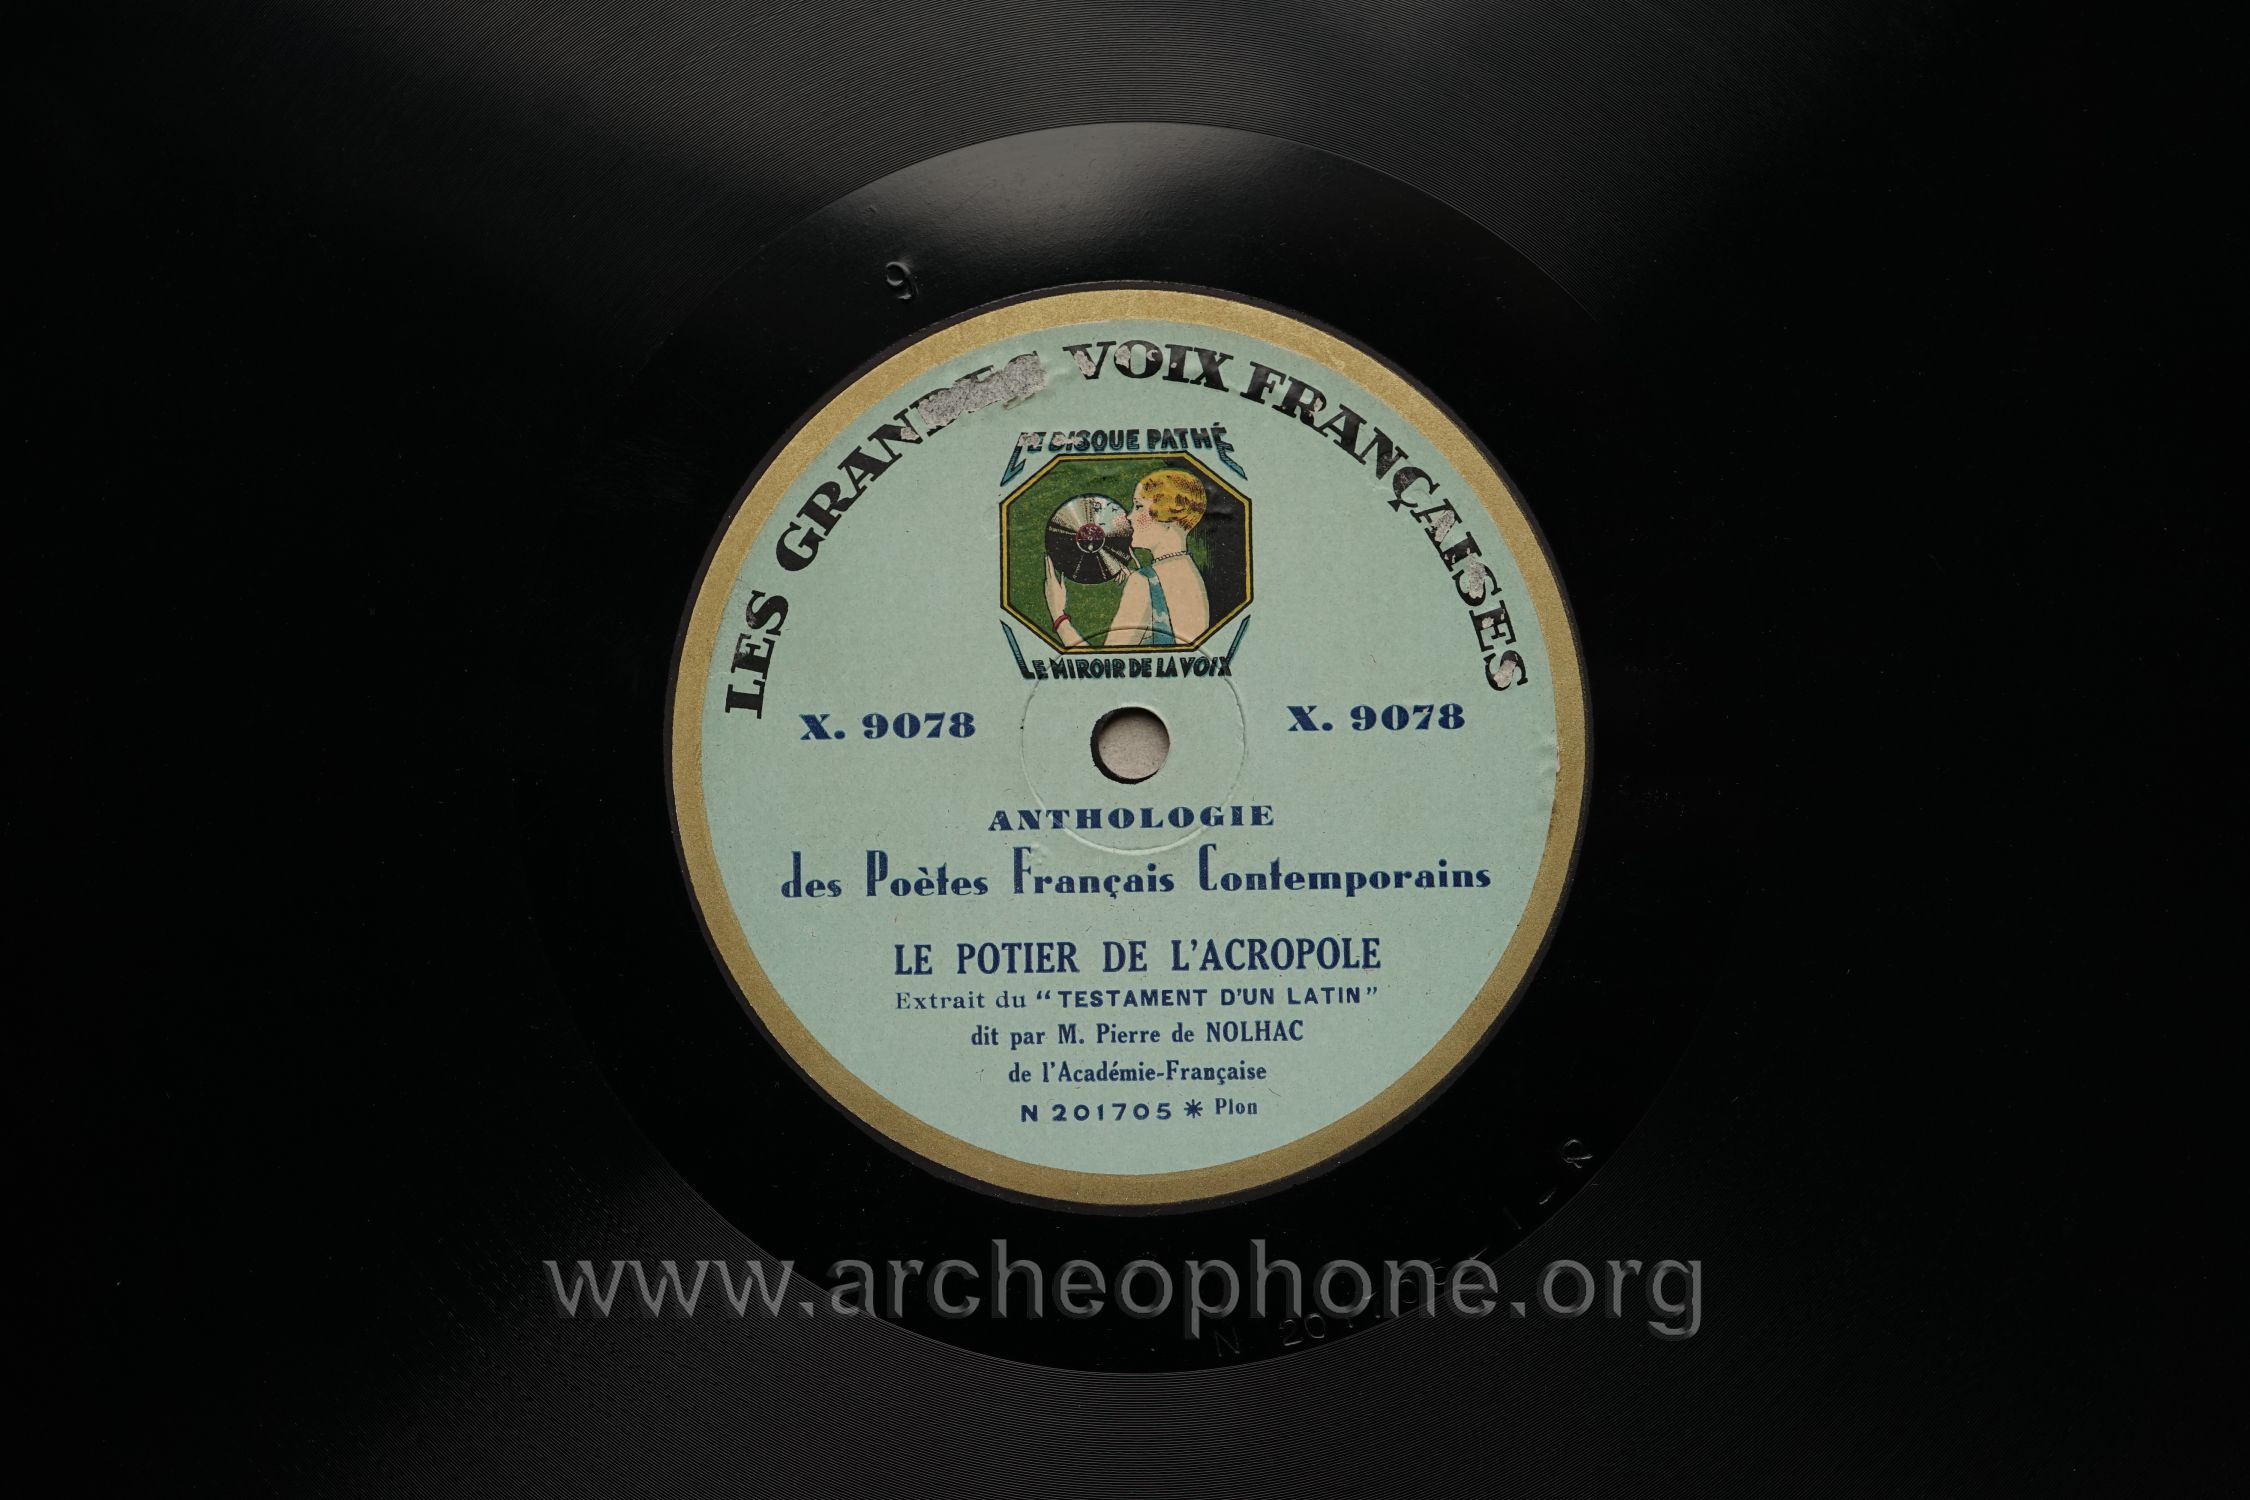 LES GRANDES VOIX FRANÇAISES
LE DISQUE PATHÉ
LE MIROIR DE LA VOIX
X. 9078
X. 9078
ANTHOLOGIE
des Poètes Français Contemporains
LE POTIER DE L'ACROPOLE
Extrait du "TESTAMENT D'UN LATIN"
dit par M. Pierre de NOLHAC
de l'Académie-Française
N 201705 * Plon
9
www.archeophone.org